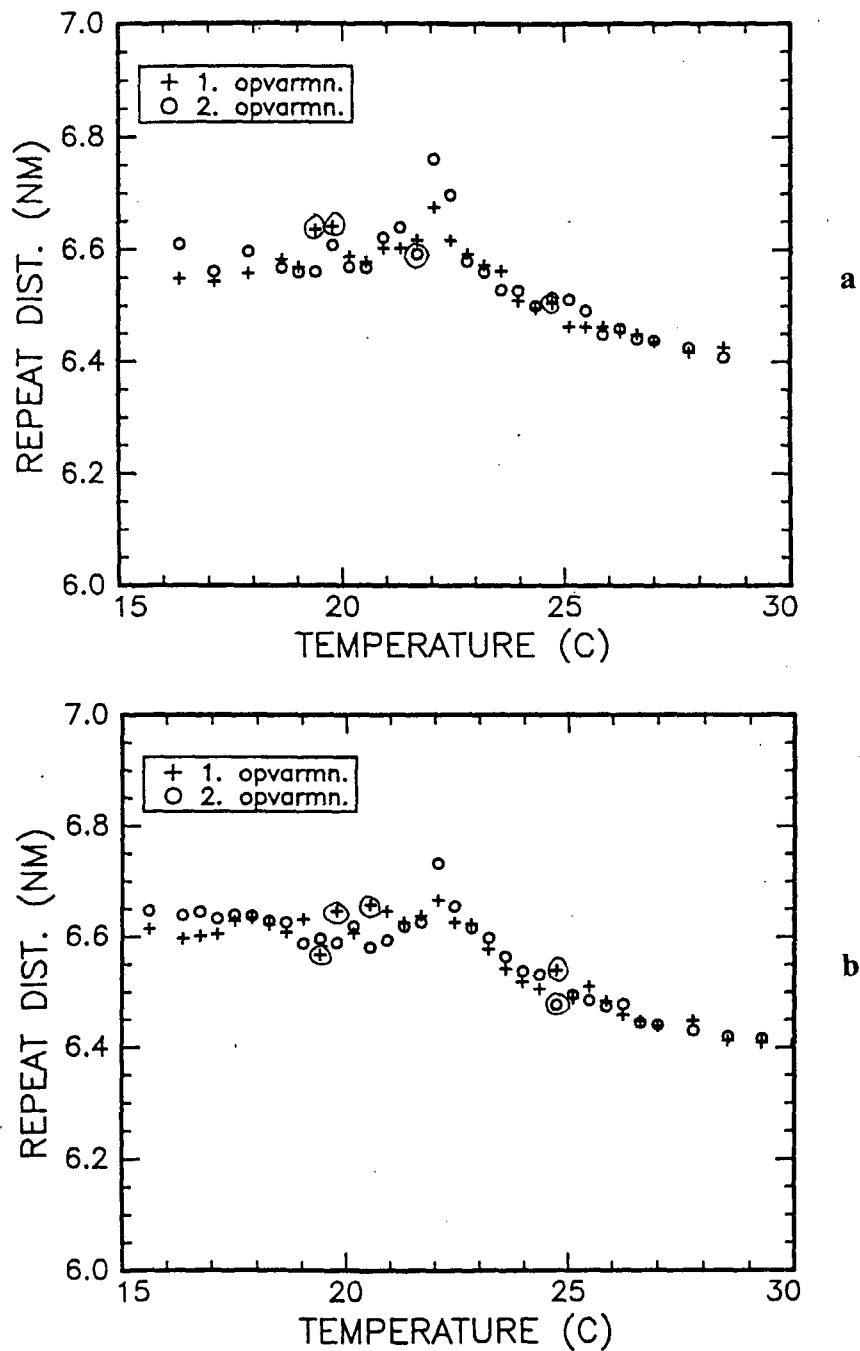 7.0
6.8
6.6
6.4
6.2
6.0
REPEAT DIST. (NM)
+ 1. opvarmn.
o 2. opvarmn.
15 20 25 30
TEMPERATURE (C)
a
7.0
6.8
6.6
6.4
6.2
6.0
REPEAT DIST. (NM)
+ 1. opvarmn.
o 2. opvarmn.
15 20 25 30
TEMPERATURE (C)
b